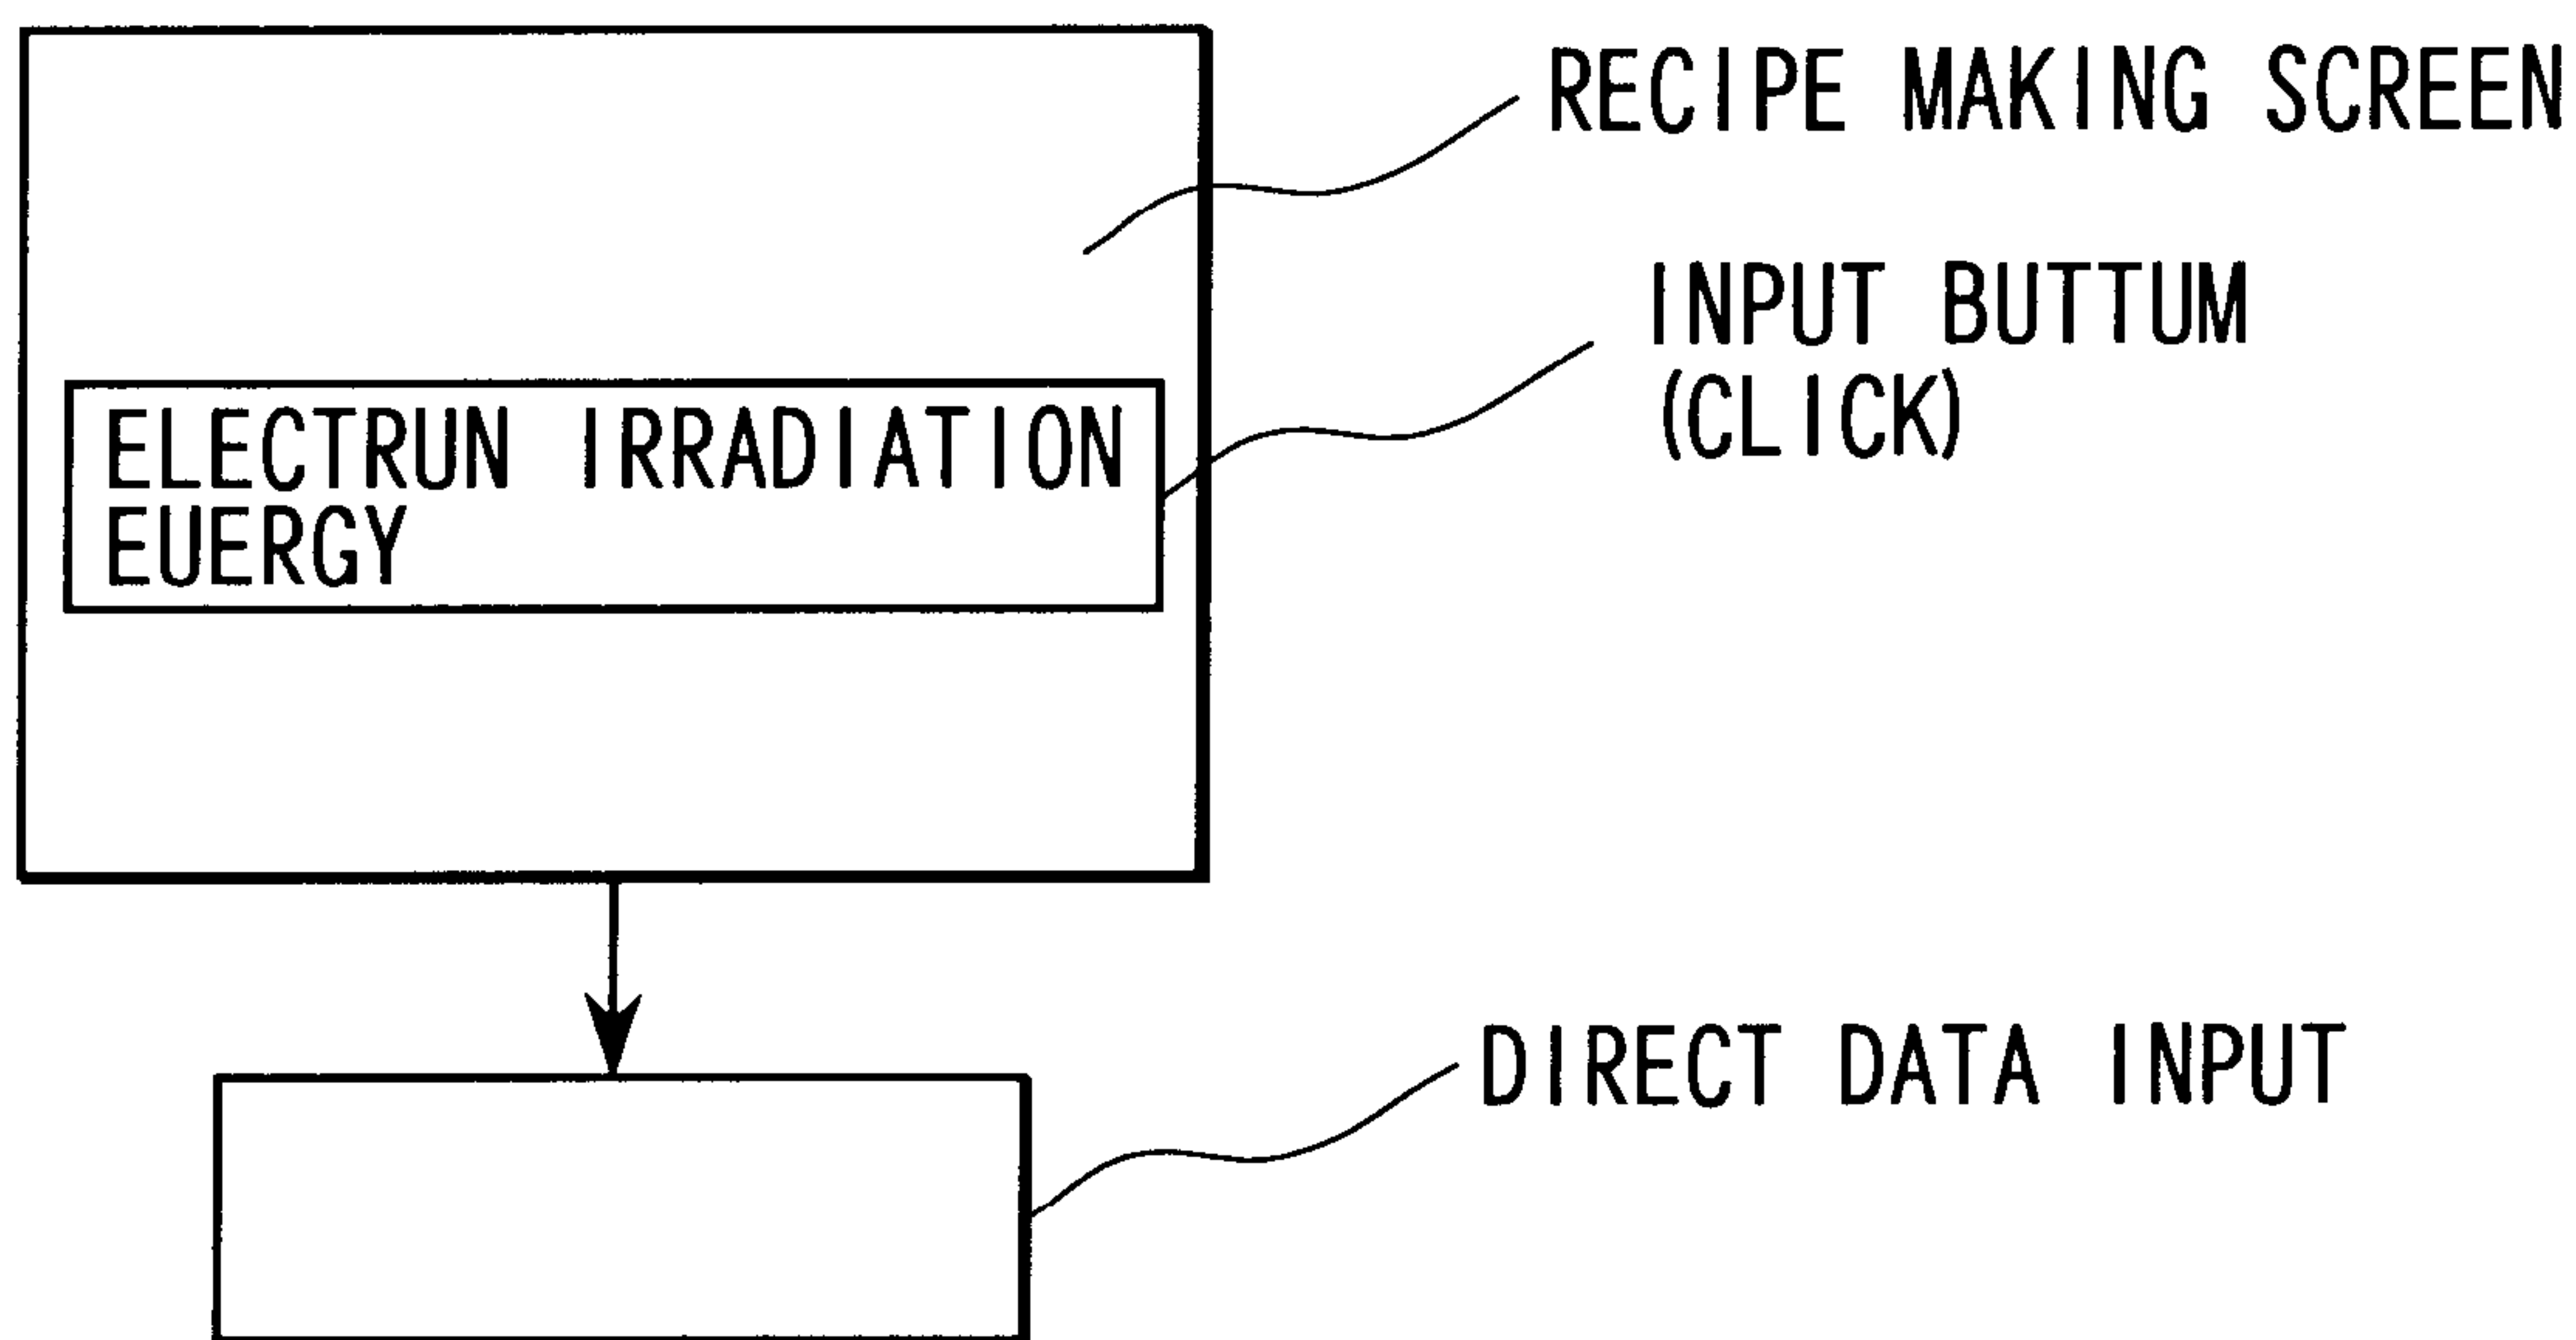 RECIPE MAKING SCREEN
INPUT BUTTUM
(CLICK)
ELECTRUN IRRADIATION
EUERGY
DIRECT DATA INPUT